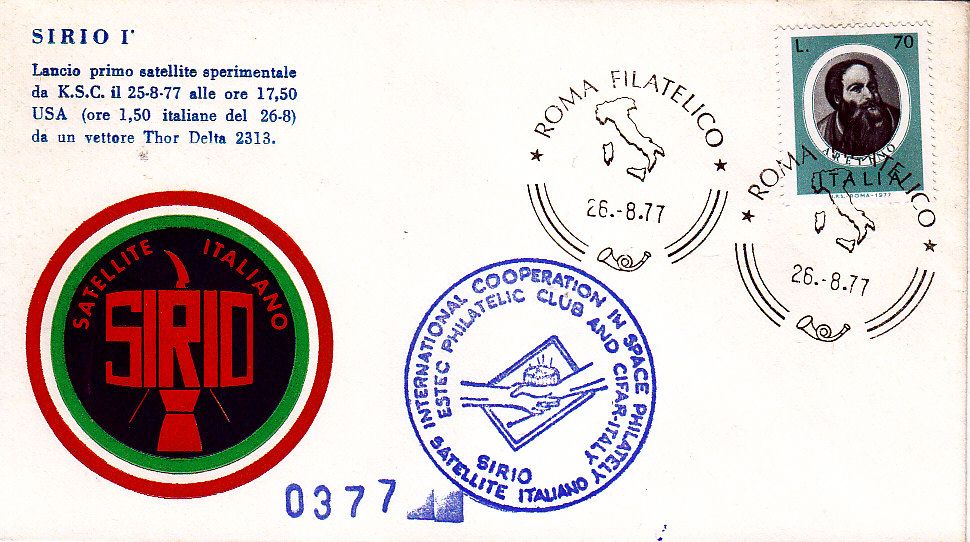 SIRIO I°
Lancio primo satellite sperimentale
da K.S.C. il 25-8-77 alle ore 17,50
USA (ore 1,50 italiane del 26-8)
da un vettore Thor Delta 2313.
L. 70
ARETINO
ITALIA
I.P.S. - ROMA - 1977
ROMA FILATELICO
26.-8.77
ROMA FILATELICO
26.-8.77
SATELLITE ITALIANO
SIRIO
INTERNATIONAL COOPERATION IN SPACE PHILATELY
ESTEC PHILATELIC CLUB AND CIFAR-ITALY
SIRIO
SATELLITE ITALIANO
0377